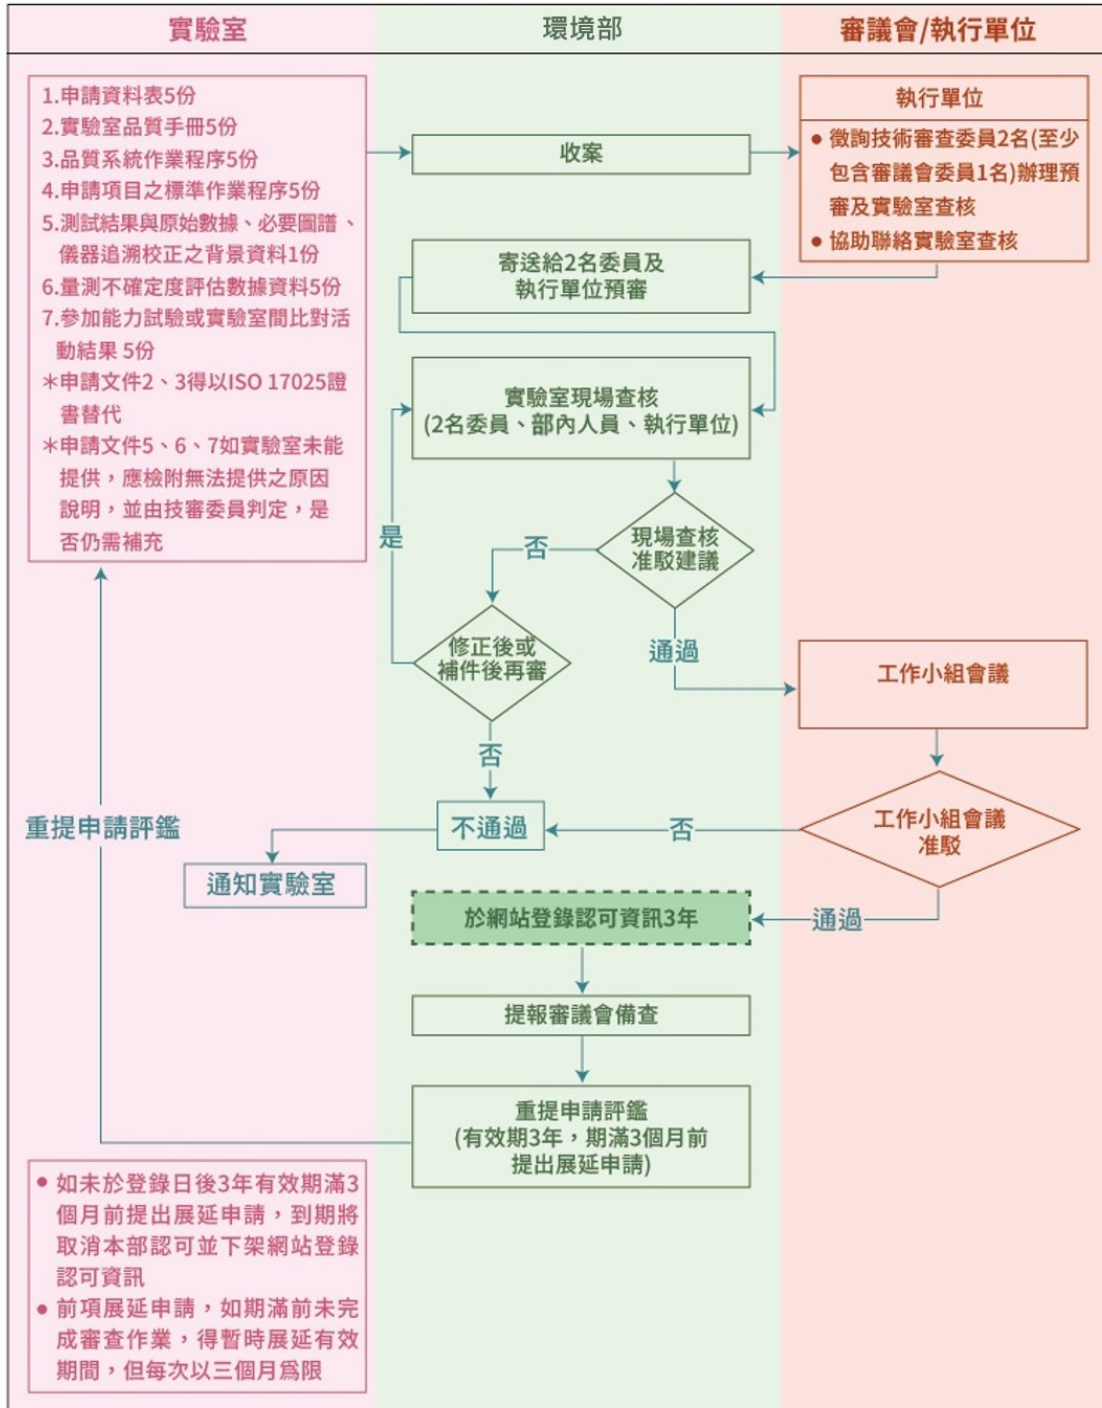 實驗室
環境部
審議會/執行單位
1.申請資料表5份
2.實驗室品質手冊5份
3.品質系統作業程序5份
4.申請項目之標準作業程序5份
5.測試結果與原始數據、必要圖譜、
儀器追溯校正之背景資料1份
6.量測不確定度評估數據資料5份
7.參加能力試驗或實驗室間比對活
動結果 5份
＊申請文件2、3得以ISO 17025證
書替代
＊申請文件5、6、7如實驗室未能
提供，應檢附無法提供之原因
說明，並由技審委員判定，是
否仍需補充
收案
執行單位
● 徵詢技術審查委員2名(至少
包含審議會委員1名)辦理預
審及實驗室查核
● 協助聯絡實驗室查核
寄送給2名委員及
執行單位預審
實驗室現場查核
(2名委員、部內人員、執行單位)
現場查核
准駁建議
否
是
修正後或
補件後再審
通過
工作小組會議
否
不通過
否
工作小組會議
准駁
重提申請評鑑
通知實驗室
於網站登錄認可資訊3年
通過
提報審議會備查
重提申請評鑑
(有效期3年，期滿3個月前
提出展延申請)
● 如未於登錄日後3年有效期滿3
個月前提出展延申請，到期將
取消本部認可並下架網站登錄
認可資訊
● 前項展延申請，如期滿前未完
成審查作業，得暫時展延有效
期間，但每次以三個月為限